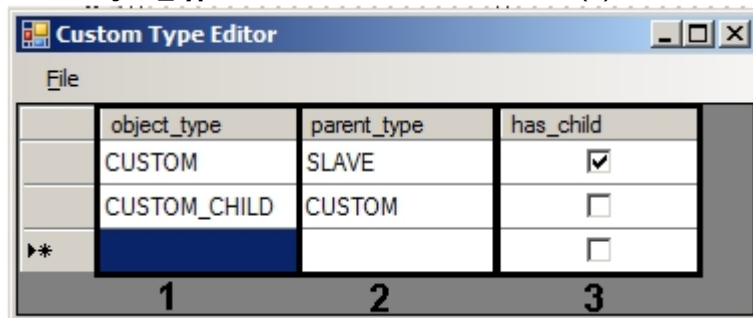 Custom Type Editor
File
object_type parent_type has_child
CUSTOM SLAVE
CUSTOM_CHILD CUSTOM
1 2 3